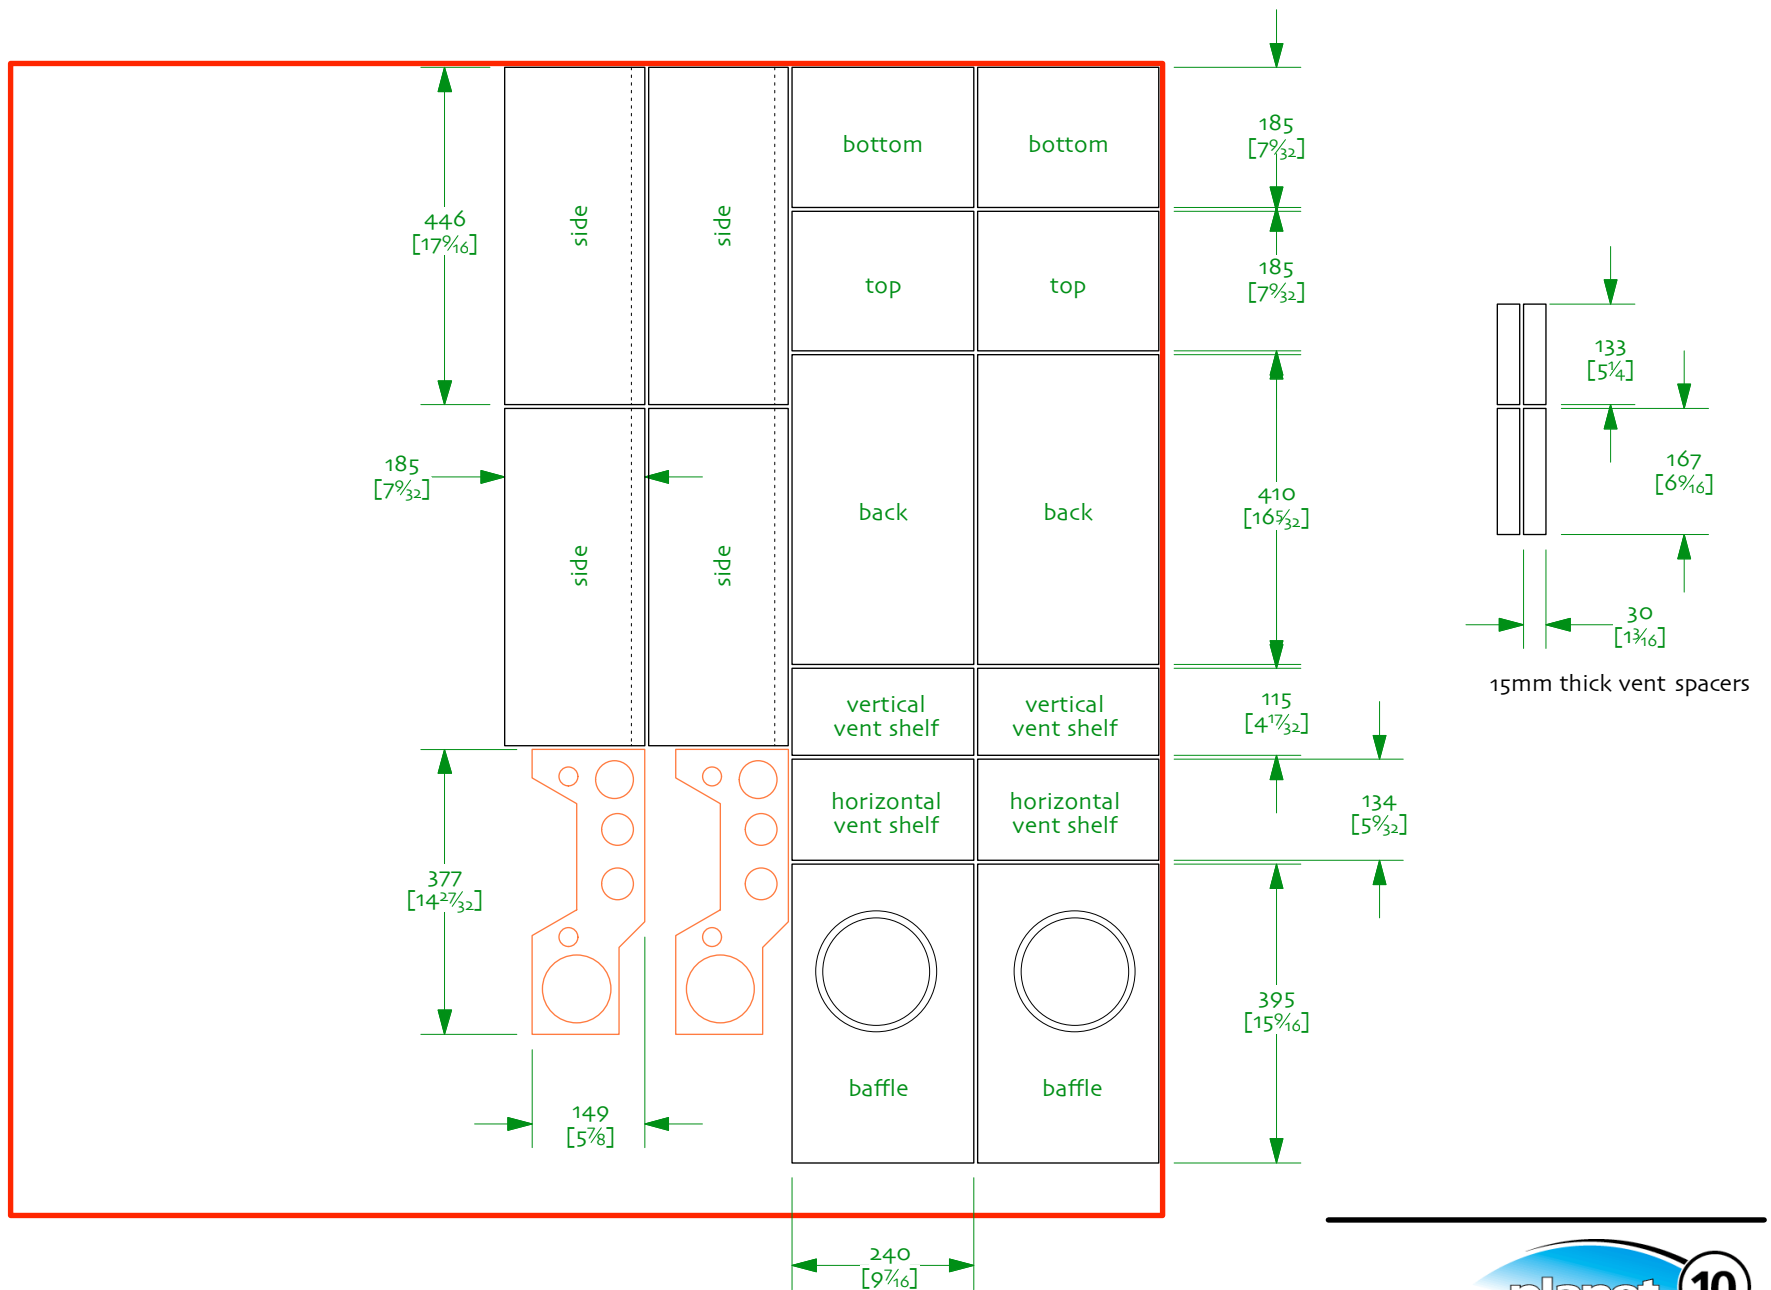 bottom
bottom
185
[7⁹⁄₃₂]
446
[17⁹⁄₁₆]
side
side
top
top
185
[7⁹⁄₃₂]
133
[5¼]
185
[7⁹⁄₃₂]
side
side
back
back
410
[16⁵⁄₃₂]
167
[6⁹⁄₁₆]
30
[1³⁄₁₆]
15mm thick vent spacers
vertical
vent shelf
vertical
vent shelf
115
[4¹⁷⁄₃₂]
horizontal
vent shelf
horizontal
vent shelf
134
[5⁹⁄₃₂]
377
[14²⁷⁄₃₂]
395
[15⁹⁄₁₆]
baffle
baffle
149
[5⅞]
240
[9⁷⁄₁₆]
planet
10